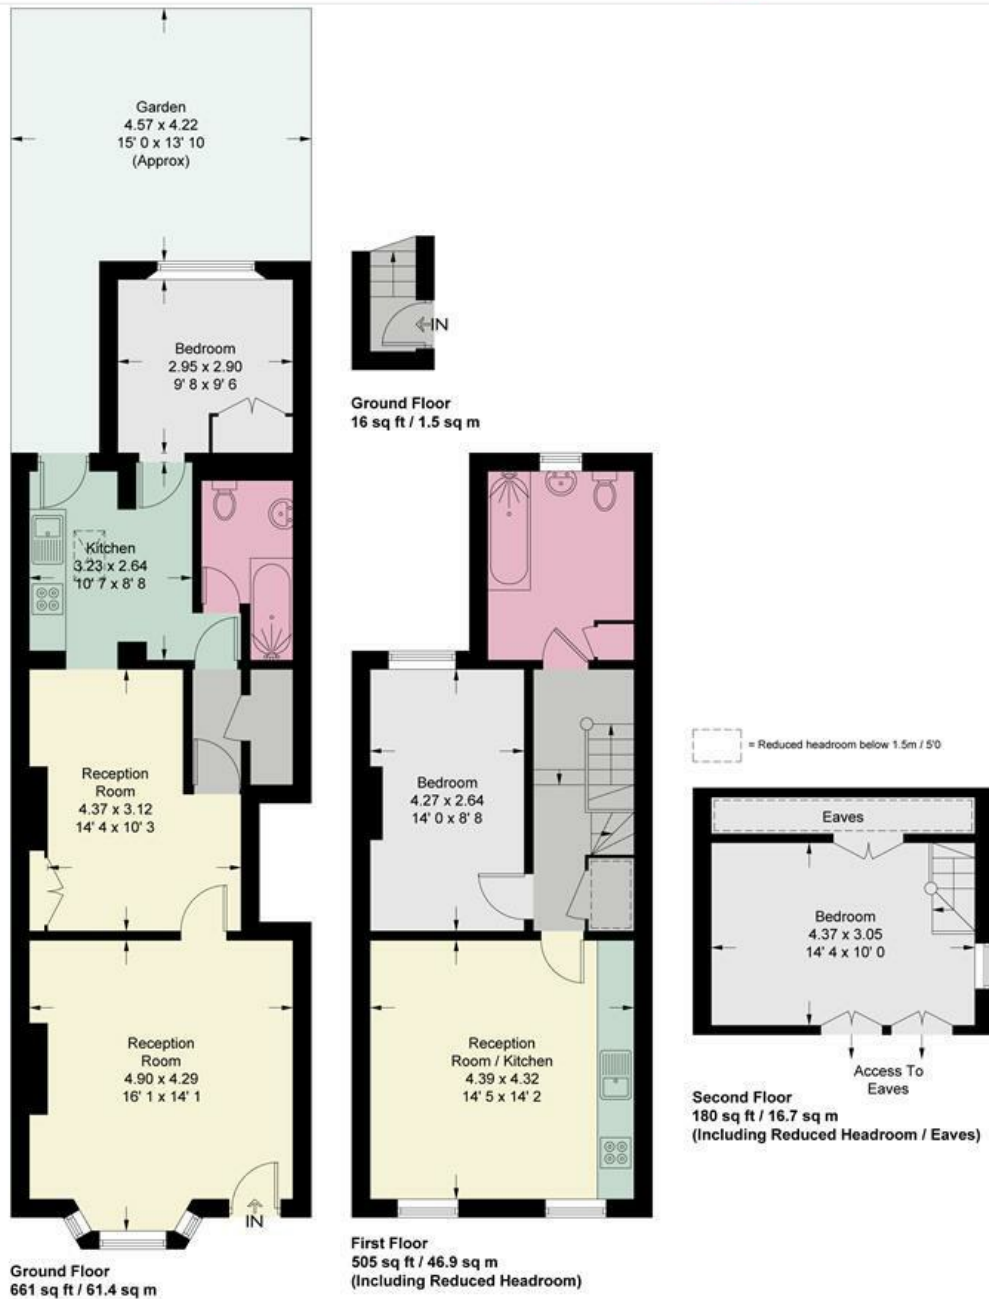 Garden
4.57 x 4.22
15' 0 x 13' 10
(Approx)
Bedroom
2.95 x 2.90
9' 8 x 9' 6
IN
Ground Floor
16 sq ft / 1.5 sq m
Kitchen
3.23 x 2.64
10' 7 x 8' 8
Reception
Room
4.37 x 3.12
14' 4 x 10' 3
Reception
Room
4.90 x 4.29
16' 1 x 14' 1
IN
Ground Floor
661 sq ft / 61.4 sq m
Bedroom
4.27 x 2.64
14' 0 x 8' 8
Reception
Room / Kitchen
4.39 x 4.32
14' 5 x 14' 2
First Floor
505 sq ft / 46.9 sq m
(Including Reduced Headroom)
= Reduced headroom below 1.5m / 5'0
Eaves
Bedroom
4.37 x 3.05
14' 4 x 10' 0
Access To
Eaves
Second Floor
180 sq ft / 16.7 sq m
(Including Reduced Headroom / Eaves)